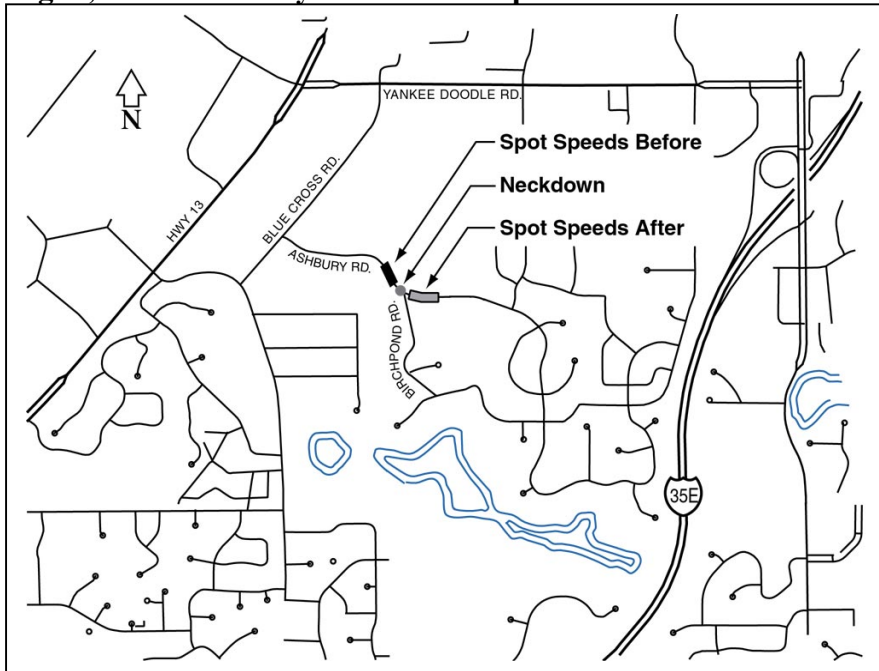 N
YANKEE DOODLE RD.
Spot Speeds Before
Neckdown
Spot Speeds After
HWY 13
BLUE CROSS RD.
ASHBURY RD.
BIRCHPOND RD.
35E